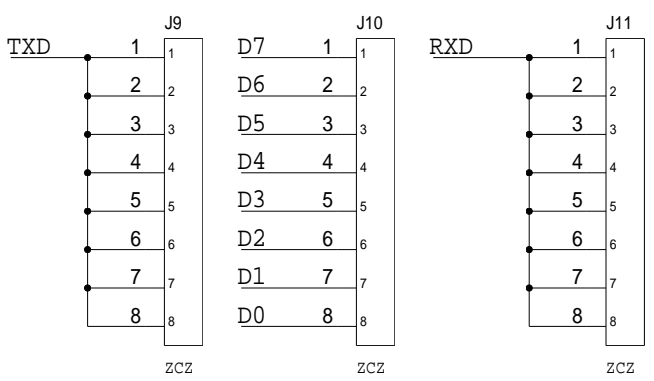 J9 J10 J11
TXD 1 1 D7 1 1 RXD 1 1
2 2 D6 2 2 2 2
3 3 D5 3 3 3 3
4 4 D4 4 4 4 4
5 5 D3 5 5 5 5
6 6 D2 6 6 6 6
7 7 D1 7 7 7 7
8 8 D0 8 8 8 8
ZCZ ZCZ ZCZ